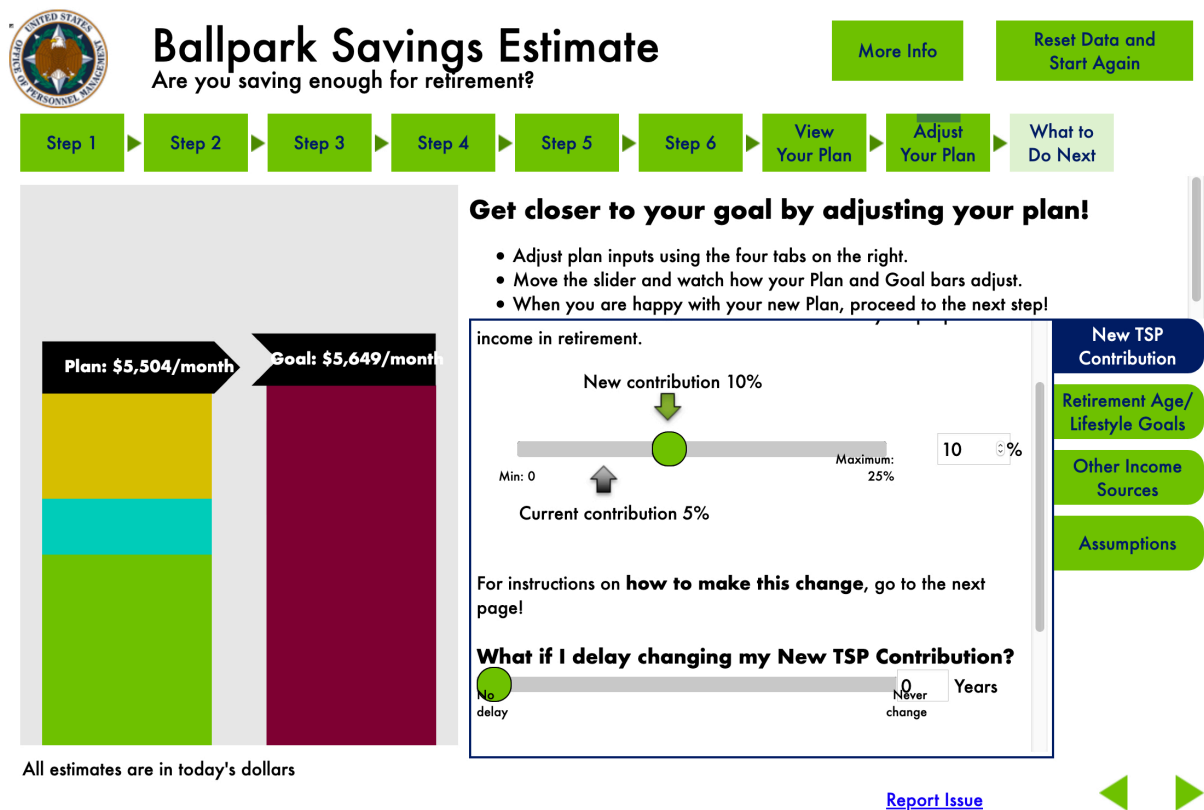 UNITED STATES
OFFICE OF PERSONNEL MANAGEMENT
Ballpark Savings Estimate
Are you saving enough for retirement?
More Info
Reset Data and
Start Again
Step 1
Step 2
Step 3
Step 4
Step 5
Step 6
View
Your Plan
Adjust
Your Plan
What to
Do Next
Get closer to your goal by adjusting your plan!
• Adjust plan inputs using the four tabs on the right.
• Move the slider and watch how your Plan and Goal bars adjust.
• When you are happy with your new Plan, proceed to the next step!
Plan: $5,504/month
Goal: $5,649/month
income in retirement.
New contribution 10%
Min: 0
Maximum:
25%
10 %
Current contribution 5%
For instructions on how to make this change, go to the next
page!
What if I delay changing my New TSP Contribution?
No
delay
Never
change
0 Years
New TSP
Contribution
Retirement Age/
Lifestyle Goals
Other Income
Sources
Assumptions
All estimates are in today's dollars
Report Issue